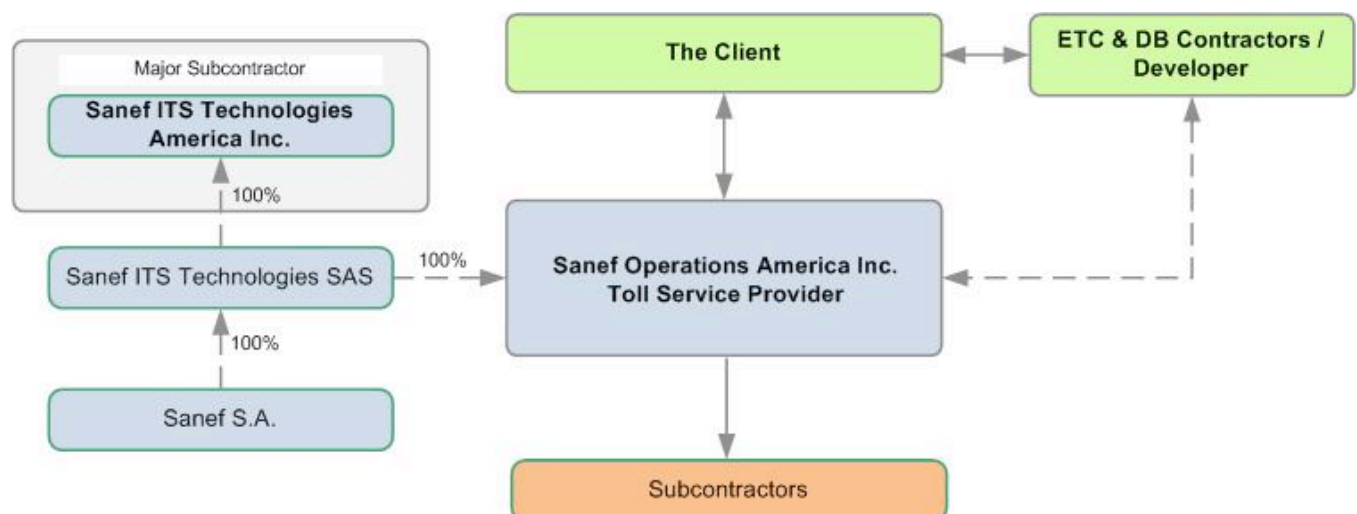 Major Subcontractor
Sanef ITS Technologies
America Inc.
100%
Sanef ITS Technologies SAS
100%
100%
Sanef S.A.
The Client
ETC & DB Contractors /
Developer
Sanef Operations America Inc.
Toll Service Provider
Subcontractors